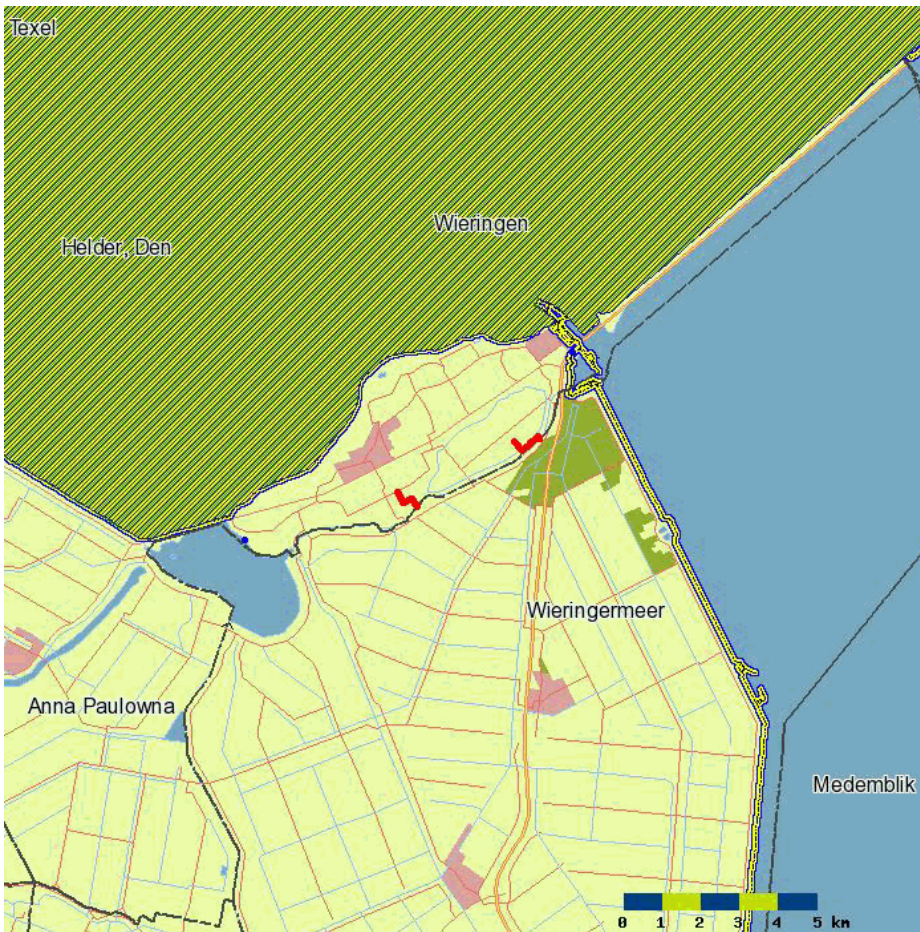 Texel
Wieringen
Helder, Den
Wieringermeer
Anna Paulowna
Medemblik
0 1 2 3 4 5 km